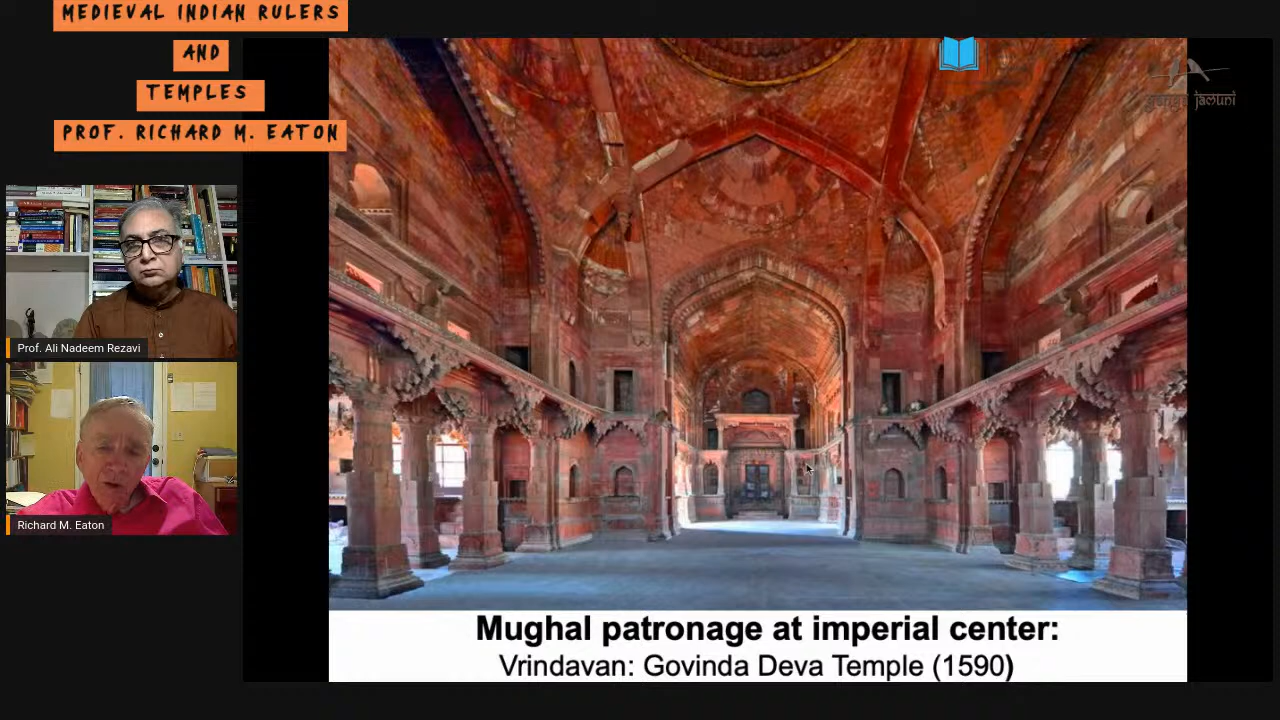 MEDIEVAL INDIAN RULERS
AND
TEMPLES
PROF. RICHARD M. EATON
jamuni
Prof. Ali Nadeem Rezavi
Richard M. Eaton
Mughal patronage at imperial center:
Vrindavan: Govinda Deva Temple (1590)